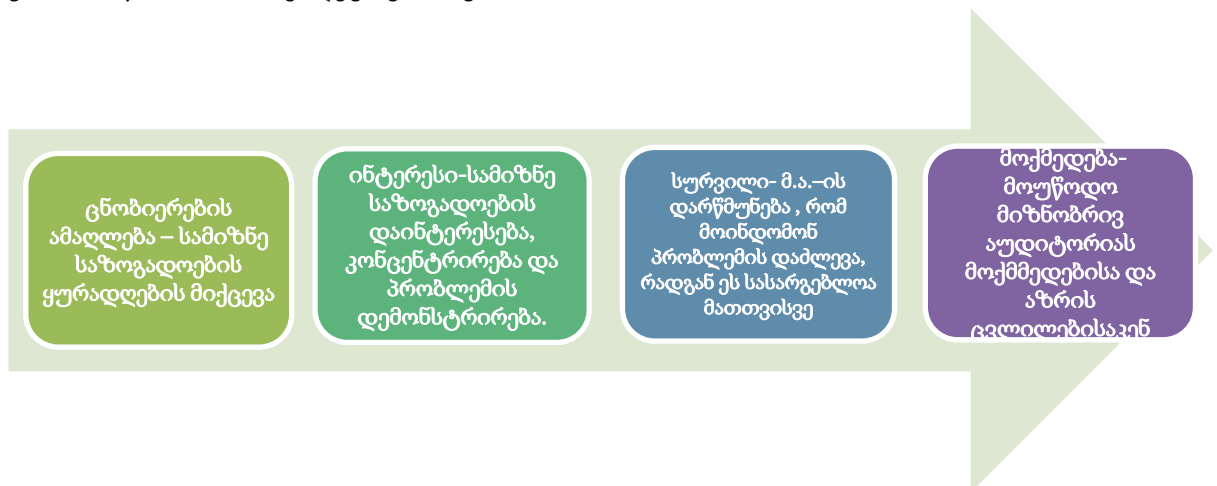 ცნობიერების
ამაღლება – სამიზნე
საზოგადოების
ყურადღების მიქცევა
ინტერესი-სამიზნე
საზოგადოების
დაინტერესება,
კონცენტრირება და
პრობლემის
დემონსტრირება.
სურვილი- მ.ა.–ის
დარწმუნება , რომ
მოინდომონ
პრობლემის დაძლევა,
რადგან ეს სასარგებლოა
მათთვისვე
მოქმედება-
მოუწოდო
მიზნობრივ
აუდიტორიას
მოქმმედებისა და
აზრის
ცვლილებისაკენ